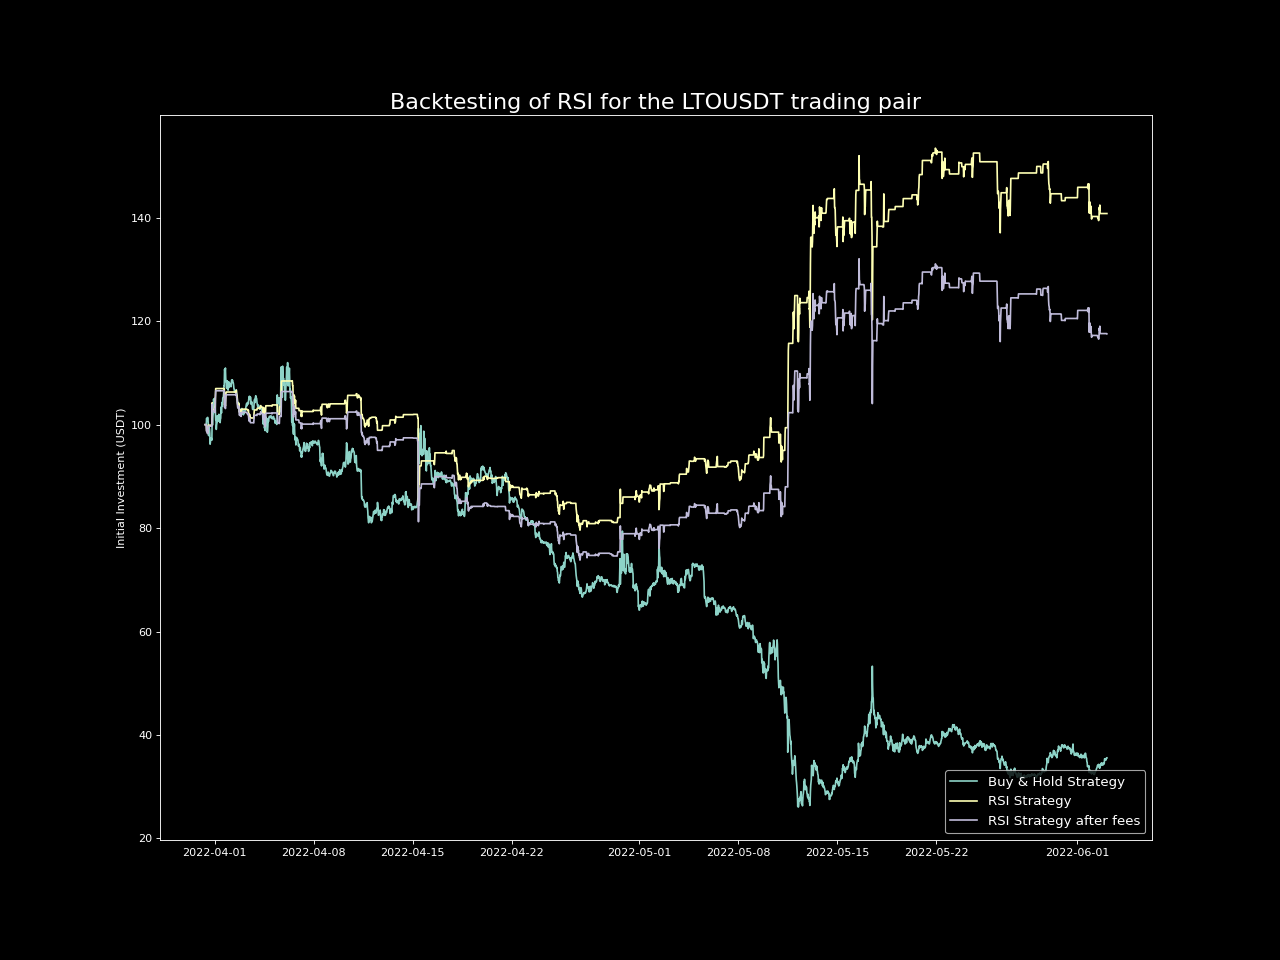 Backtesting of RSI for the LTOUSDT trading pair
Initial Investment (USDT)
140
120
100
80
60
40
20
2022-04-01 2022-04-08 2022-04-15 2022-04-22 2022-05-01 2022-05-08 2022-05-15 2022-05-22 2022-06-01
Buy & Hold Strategy
RSI Strategy
RSI Strategy after fees